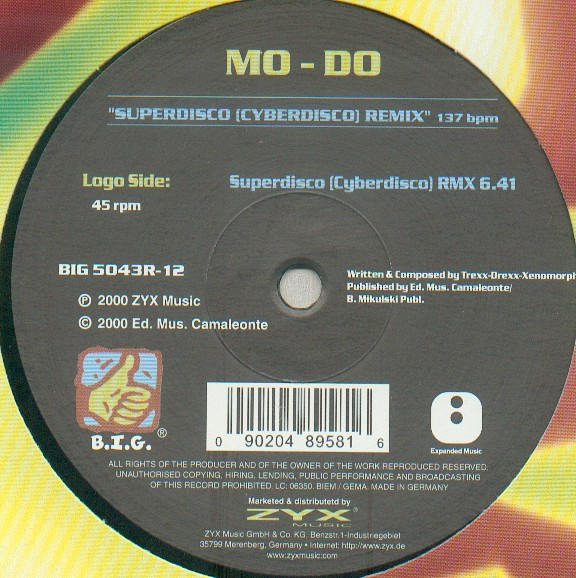 MO - DO
"SUPERDISCO (CYBERDISCO) REMIX" 137 bpm
Logo Side:
Superdisco (Cyberdisco) RMX 6.41
45 rpm
BIG 5043R-12
Written & Composed by Trexx-Drexx-Xenomorph
Published by Ed. Mus. Camaleonte/
B. Mikulski Publ.
℗ 2000 ZYX Music
© 2000 Ed. Mus. Camaleonte
B.I.G.®
0 90204 89581 6
Expanded Music
ALL RIGHTS OF THE PRODUCER AND OF THE OWNER OF THE WORK REPRODUCED RESERVED.
UNAUTHORISED COPYING, HIRING, LENDING, PUBLIC PERFORMANCE AND BROADCASTING
OF THIS RECORD PROHIBITED. LC: 06350. BIEM / GEMA. MADE IN GERMANY
Marketed & distributetd by
ZYX®
MUSIC
ZYX Music GmbH & Co. KG. Benzstr.1-Industriegebiet
35799 Merenberg, Germany • Internet: http://www.zyx.de
www.zyx.com